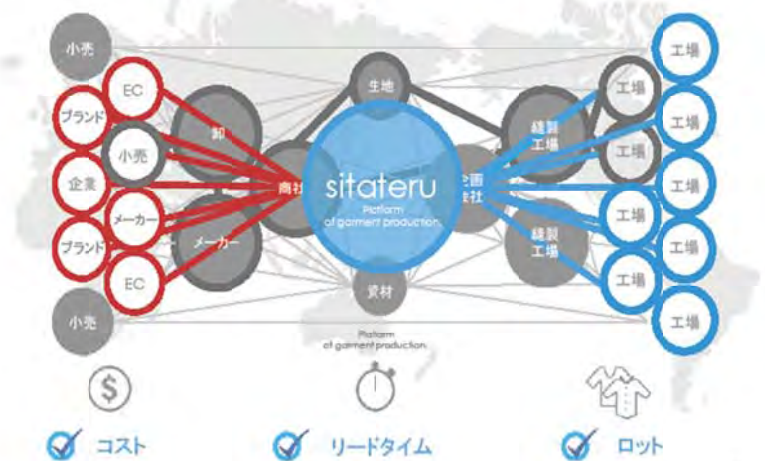 小売
EC
ブランド
小売
企業
メーカー
ブランド
EC
小売
卸
メーカー
商社
生地
sitateru
Platform
of garment production.
資材
企画
会社
縫製
工場
縫製
工場
工場
工場
工場
工場
工場
工場
工場
工場
工場
Platform
of garment production.
コスト
リードタイム
ロット